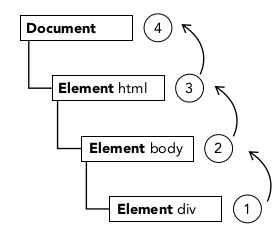 Document 4
Element html 3
Element body 2
Element div 1